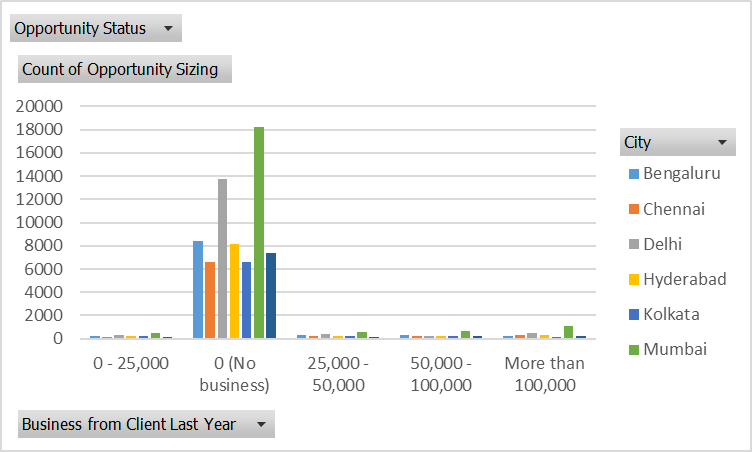 Opportunity Status
Count of Opportunity Sizing
20000
18000
16000
14000
12000
10000
8000
6000
4000
2000
0
0 - 25,000
0 (No
business)
25,000 -
50,000
50,000 -
100,000
More than
100,000
City
Bengaluru
Chennai
Delhi
Hyderabad
Kolkata
Mumbai
Business from Client Last Year